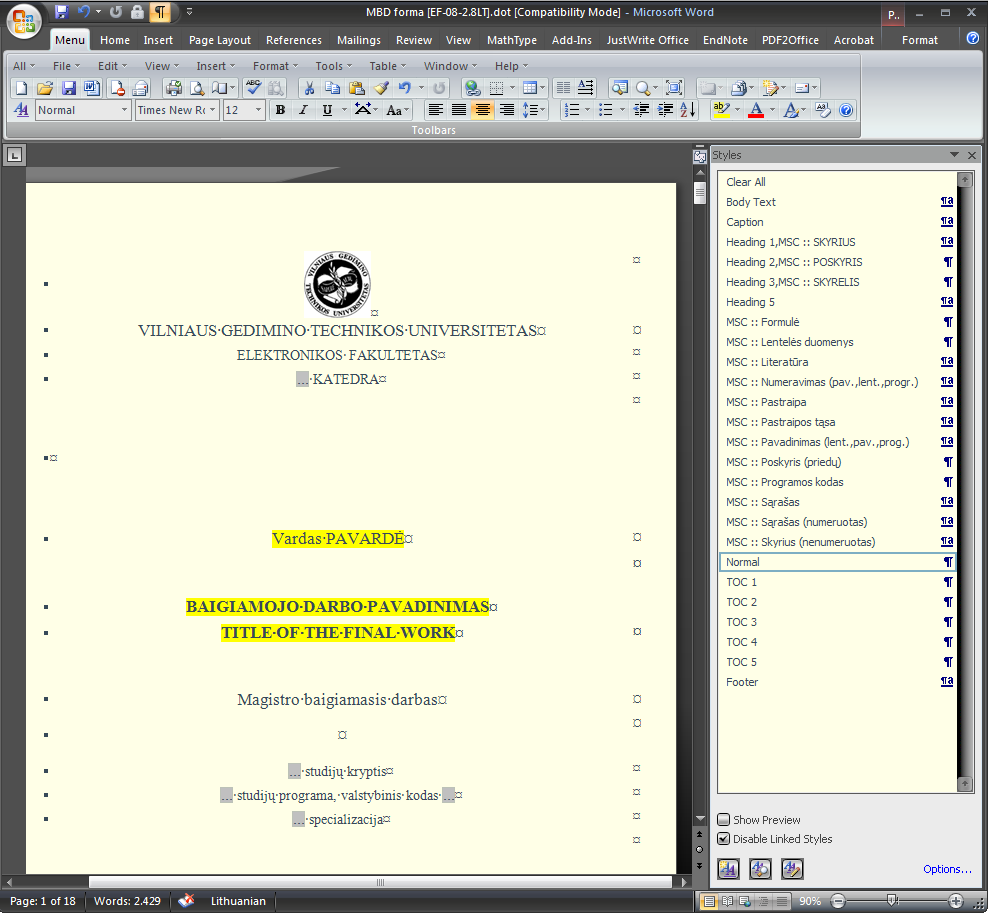 MBD forma [EF-08-2.8LT].dot [Compatibility Mode] - Microsoft Word
P..
Menu Home Insert Page Layout References Mailings Review View MathType Add-Ins JustWrite Office EndNote PDF2Office Acrobat Format
All File Edit View Insert Format Tools Table Window Help
Normal Times New Ro 12 B I U Aa
Toolbars
Styles
Clear All
Body Text
Caption
Heading 1,MSC :: SKYRIUS
Heading 2,MSC :: POSKYRIS
Heading 3,MSC :: SKYRELIS
Heading 5
MSC :: Formulė
MSC :: Lentelės duomenys
MSC :: Literatūra
MSC :: Numeravimas (pav.,lent.,progr.)
MSC :: Pastraipa
MSC :: Pastraipos tąsa
MSC :: Pavadinimas (lent.,pav.,prog.)
MSC :: Poskyris (priedų)
MSC :: Programos kodas
MSC :: Sąrašas
MSC :: Sąrašas (numeruotas)
MSC :: Skyrius (nenumeruotas)
Normal
TOC 1
TOC 2
TOC 3
TOC 4
TOC 5
Footer
Show Preview
Disable Linked Styles
Options...
VILNIAUS GEDIMINO TECHNIKOS UNIVERSITETAS
VILNIAUS·GEDIMINO·TECHNIKOS·UNIVERSITETAS¤
ELEKTRONIKOS·FAKULTETAS¤
...·KATEDRA¤
Vardas·PAVARDĖ¤
BAIGIAMOJO·DARBO·PAVADINIMAS¤
TITLE·OF·THE·FINAL·WORK¤
Magistro·baigiamasis·darbas¤
...·studijų·kryptis¤
...·studijų·programa,·valstybinis·kodas·...¤
...·specializacija¤
Page: 1 of 18 Words: 2.429 Lithuanian 90%